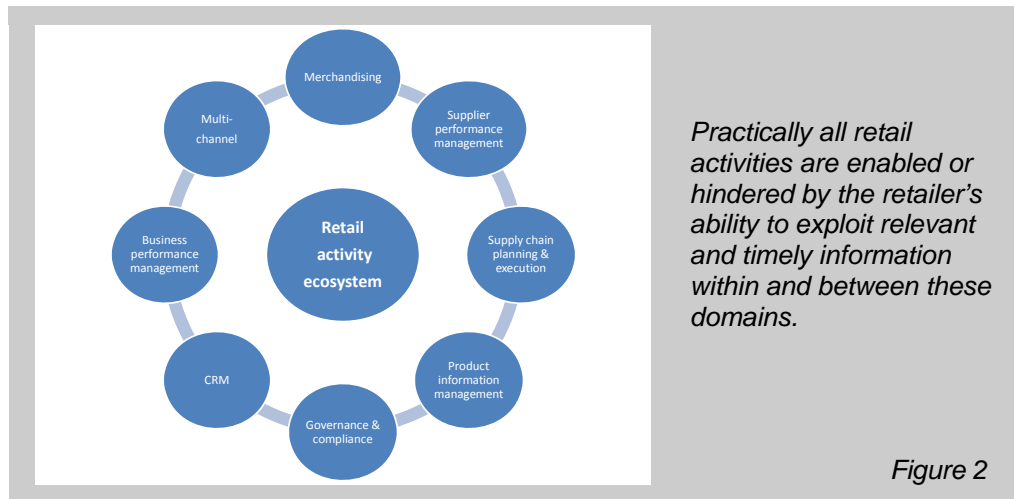 Merchandising
Supplier
performance
management
Supply chain
planning &
execution
Product
information
management
Governance &
compliance
CRM
Business
performance
management
Multi-
channel
Retail
activity
ecosystem
Practically all retail
activities are enabled or
hindered by the retailer’s
ability to exploit relevant
and timely information
within and between these
domains.
Figure 2